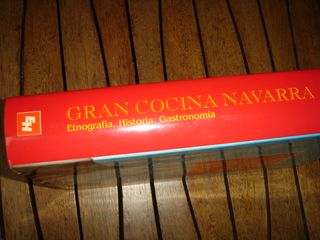 GRAN COCINA NAVARRA
Etnografía, Historia, Gastronomía